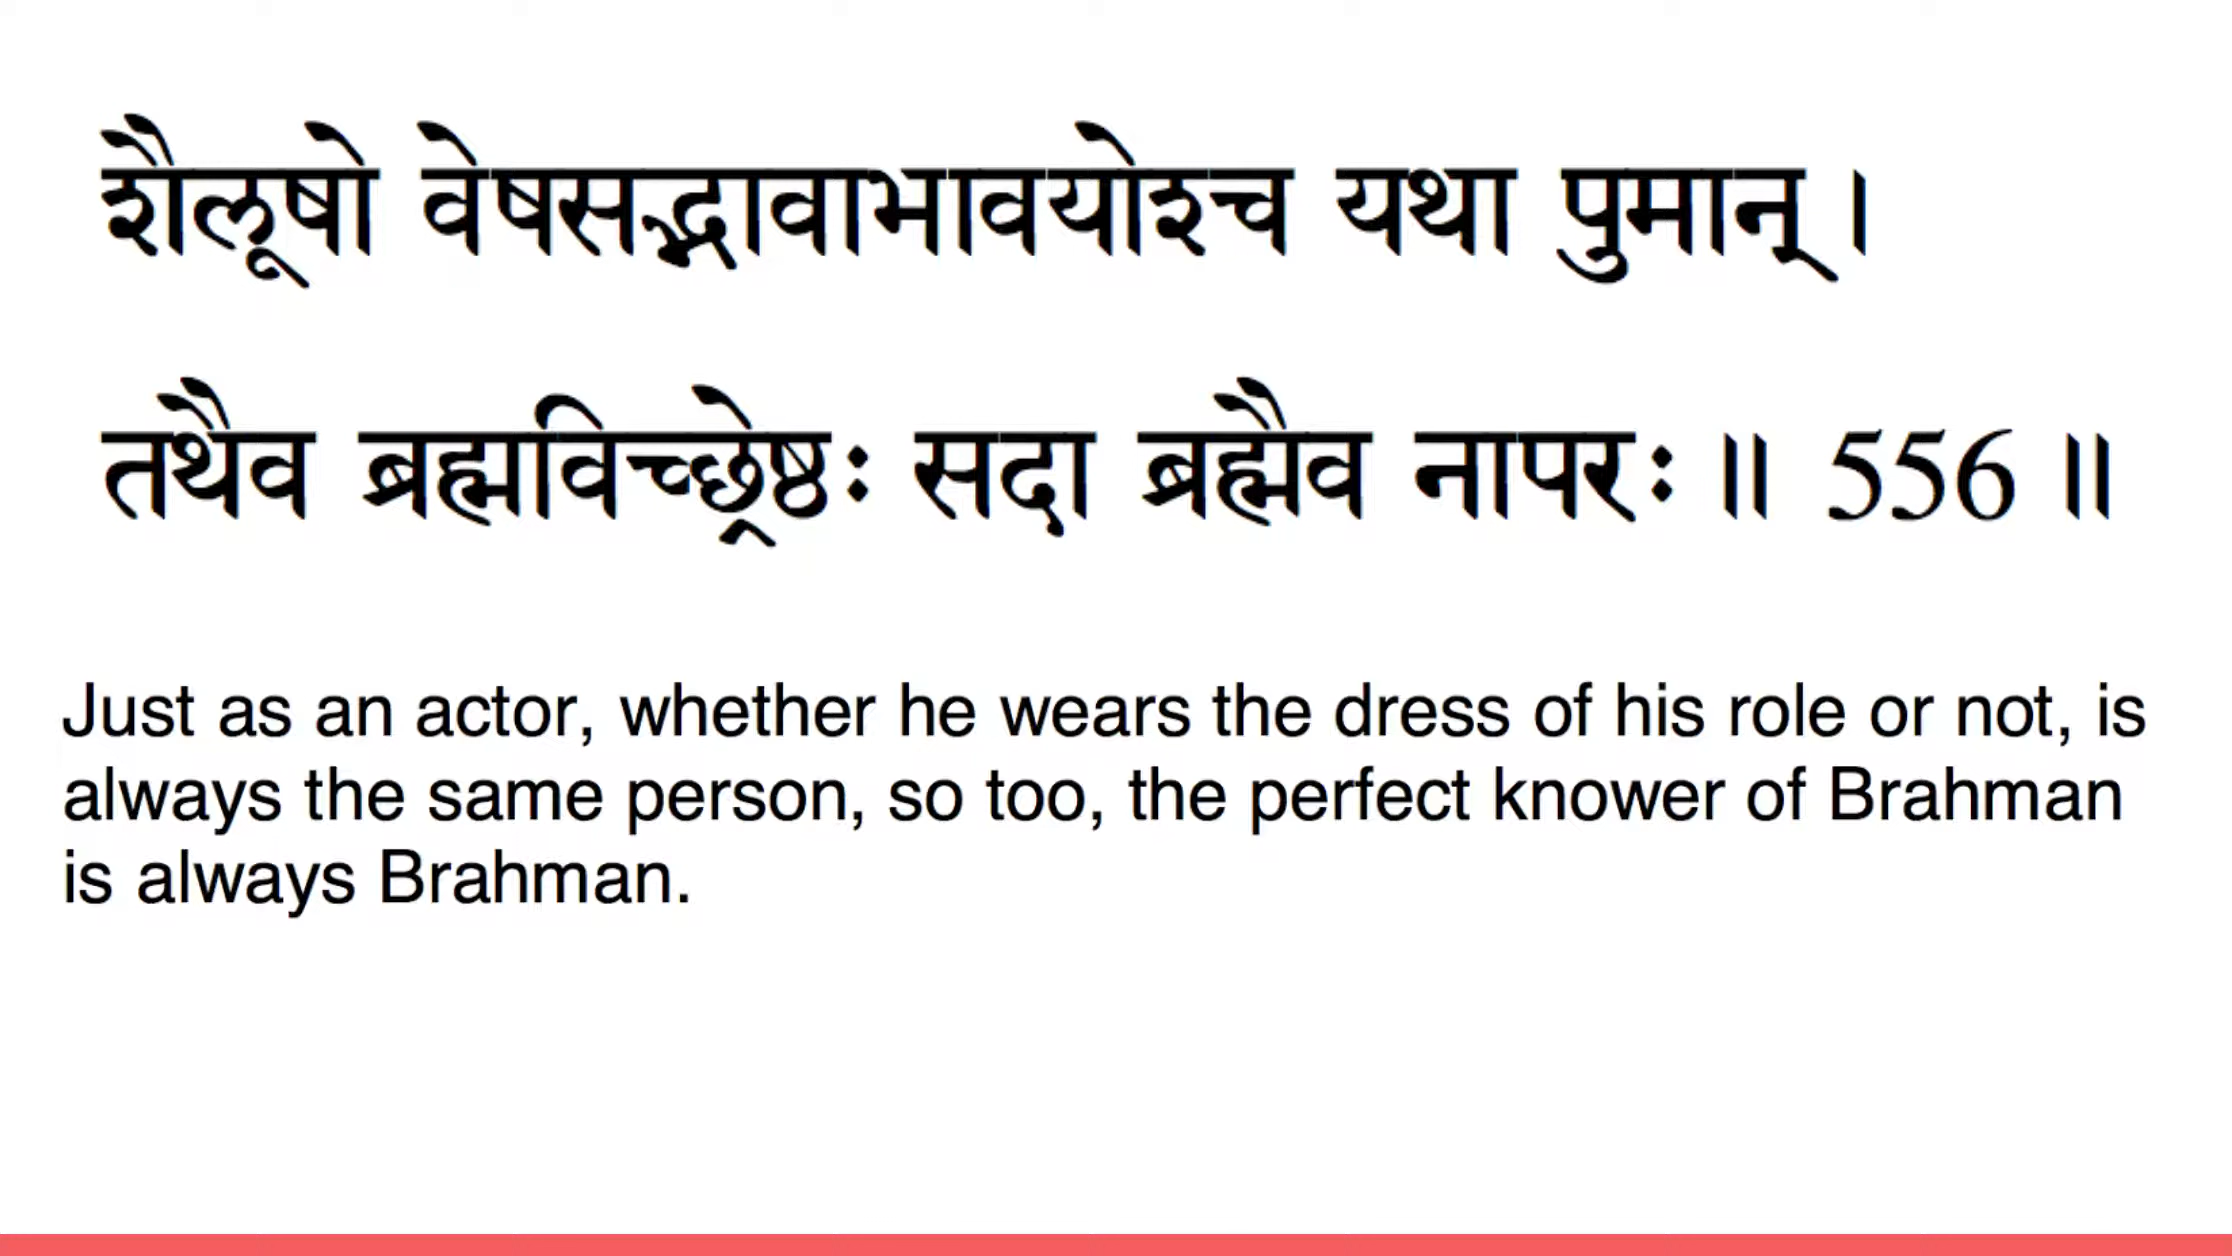 शैलूषो वेषसद्भावाभावयोश्च यथा पुमान् ।
तथैव ब्रह्मविच्छ्रेष्ठः सदा ब्रह्मैव नापरः ॥ 556 ॥
Just as an actor, whether he wears the dress of his role or not, is
always the same person, so too, the perfect knower of Brahman
is always Brahman.